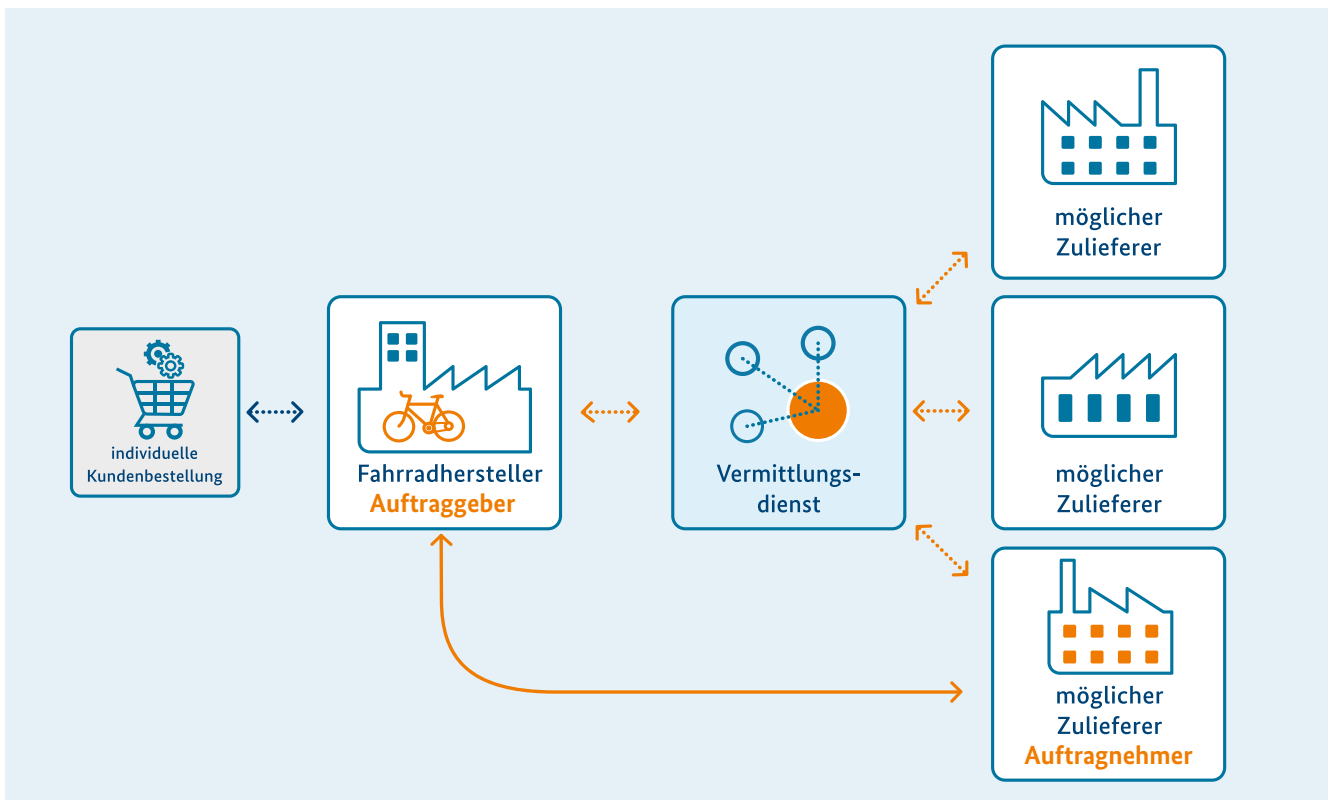 individuelle
Kundenbestellung
Fahrradhersteller
Auftraggeber
Vermittlungs-
dienst
möglicher
Zulieferer
möglicher
Zulieferer
möglicher
Zulieferer
Auftragnehmer